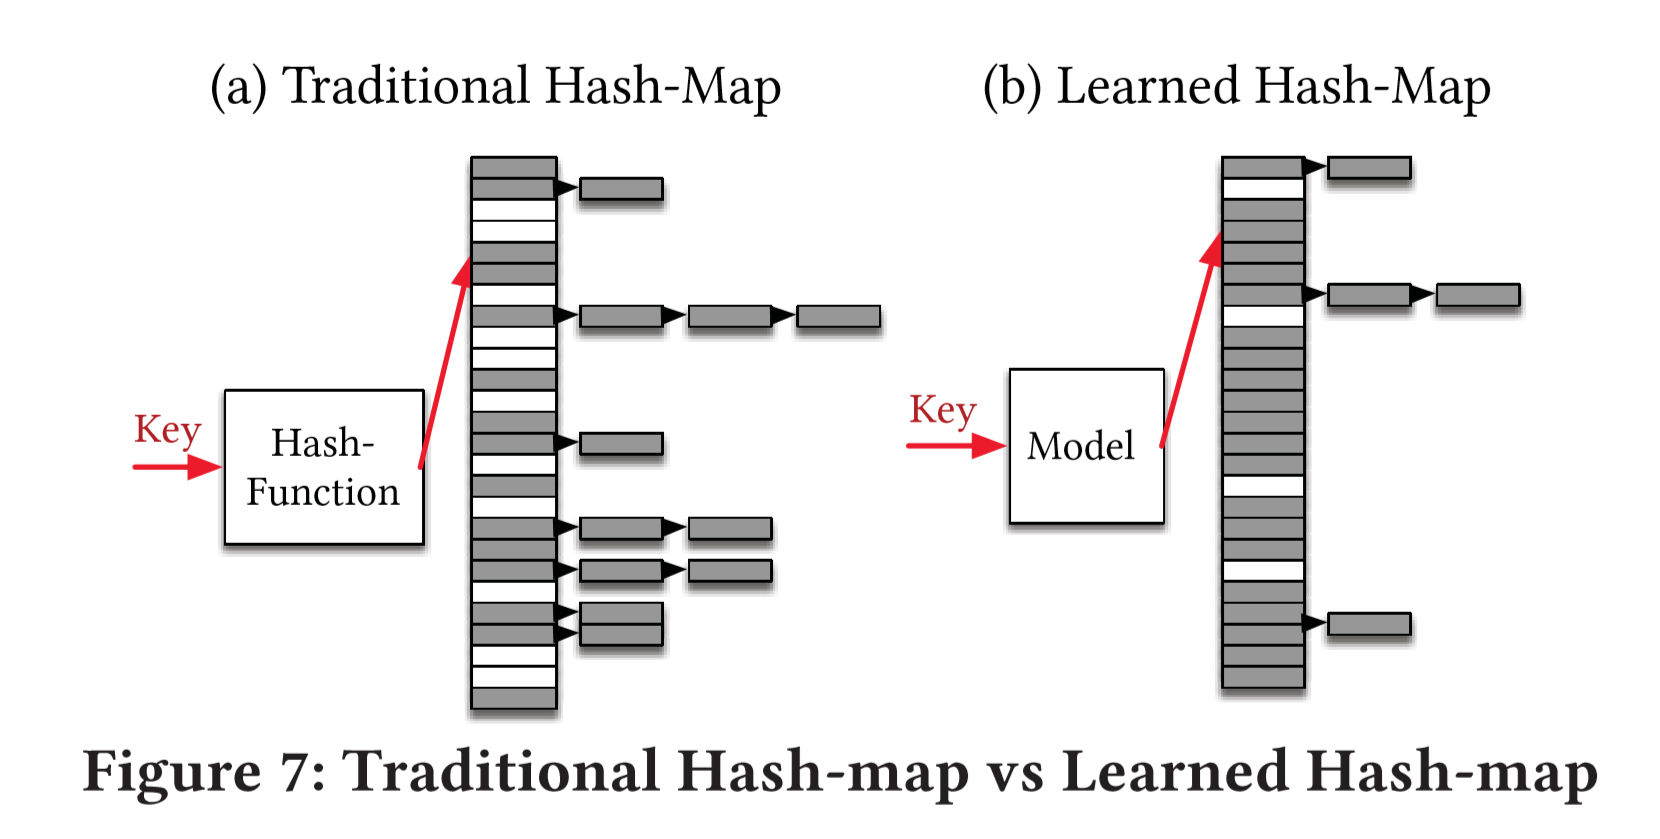 (a) Traditional Hash-Map
(b) Learned Hash-Map
Key
Hash-
Function
Key
Model
Figure 7: Traditional Hash-map vs Learned Hash-map